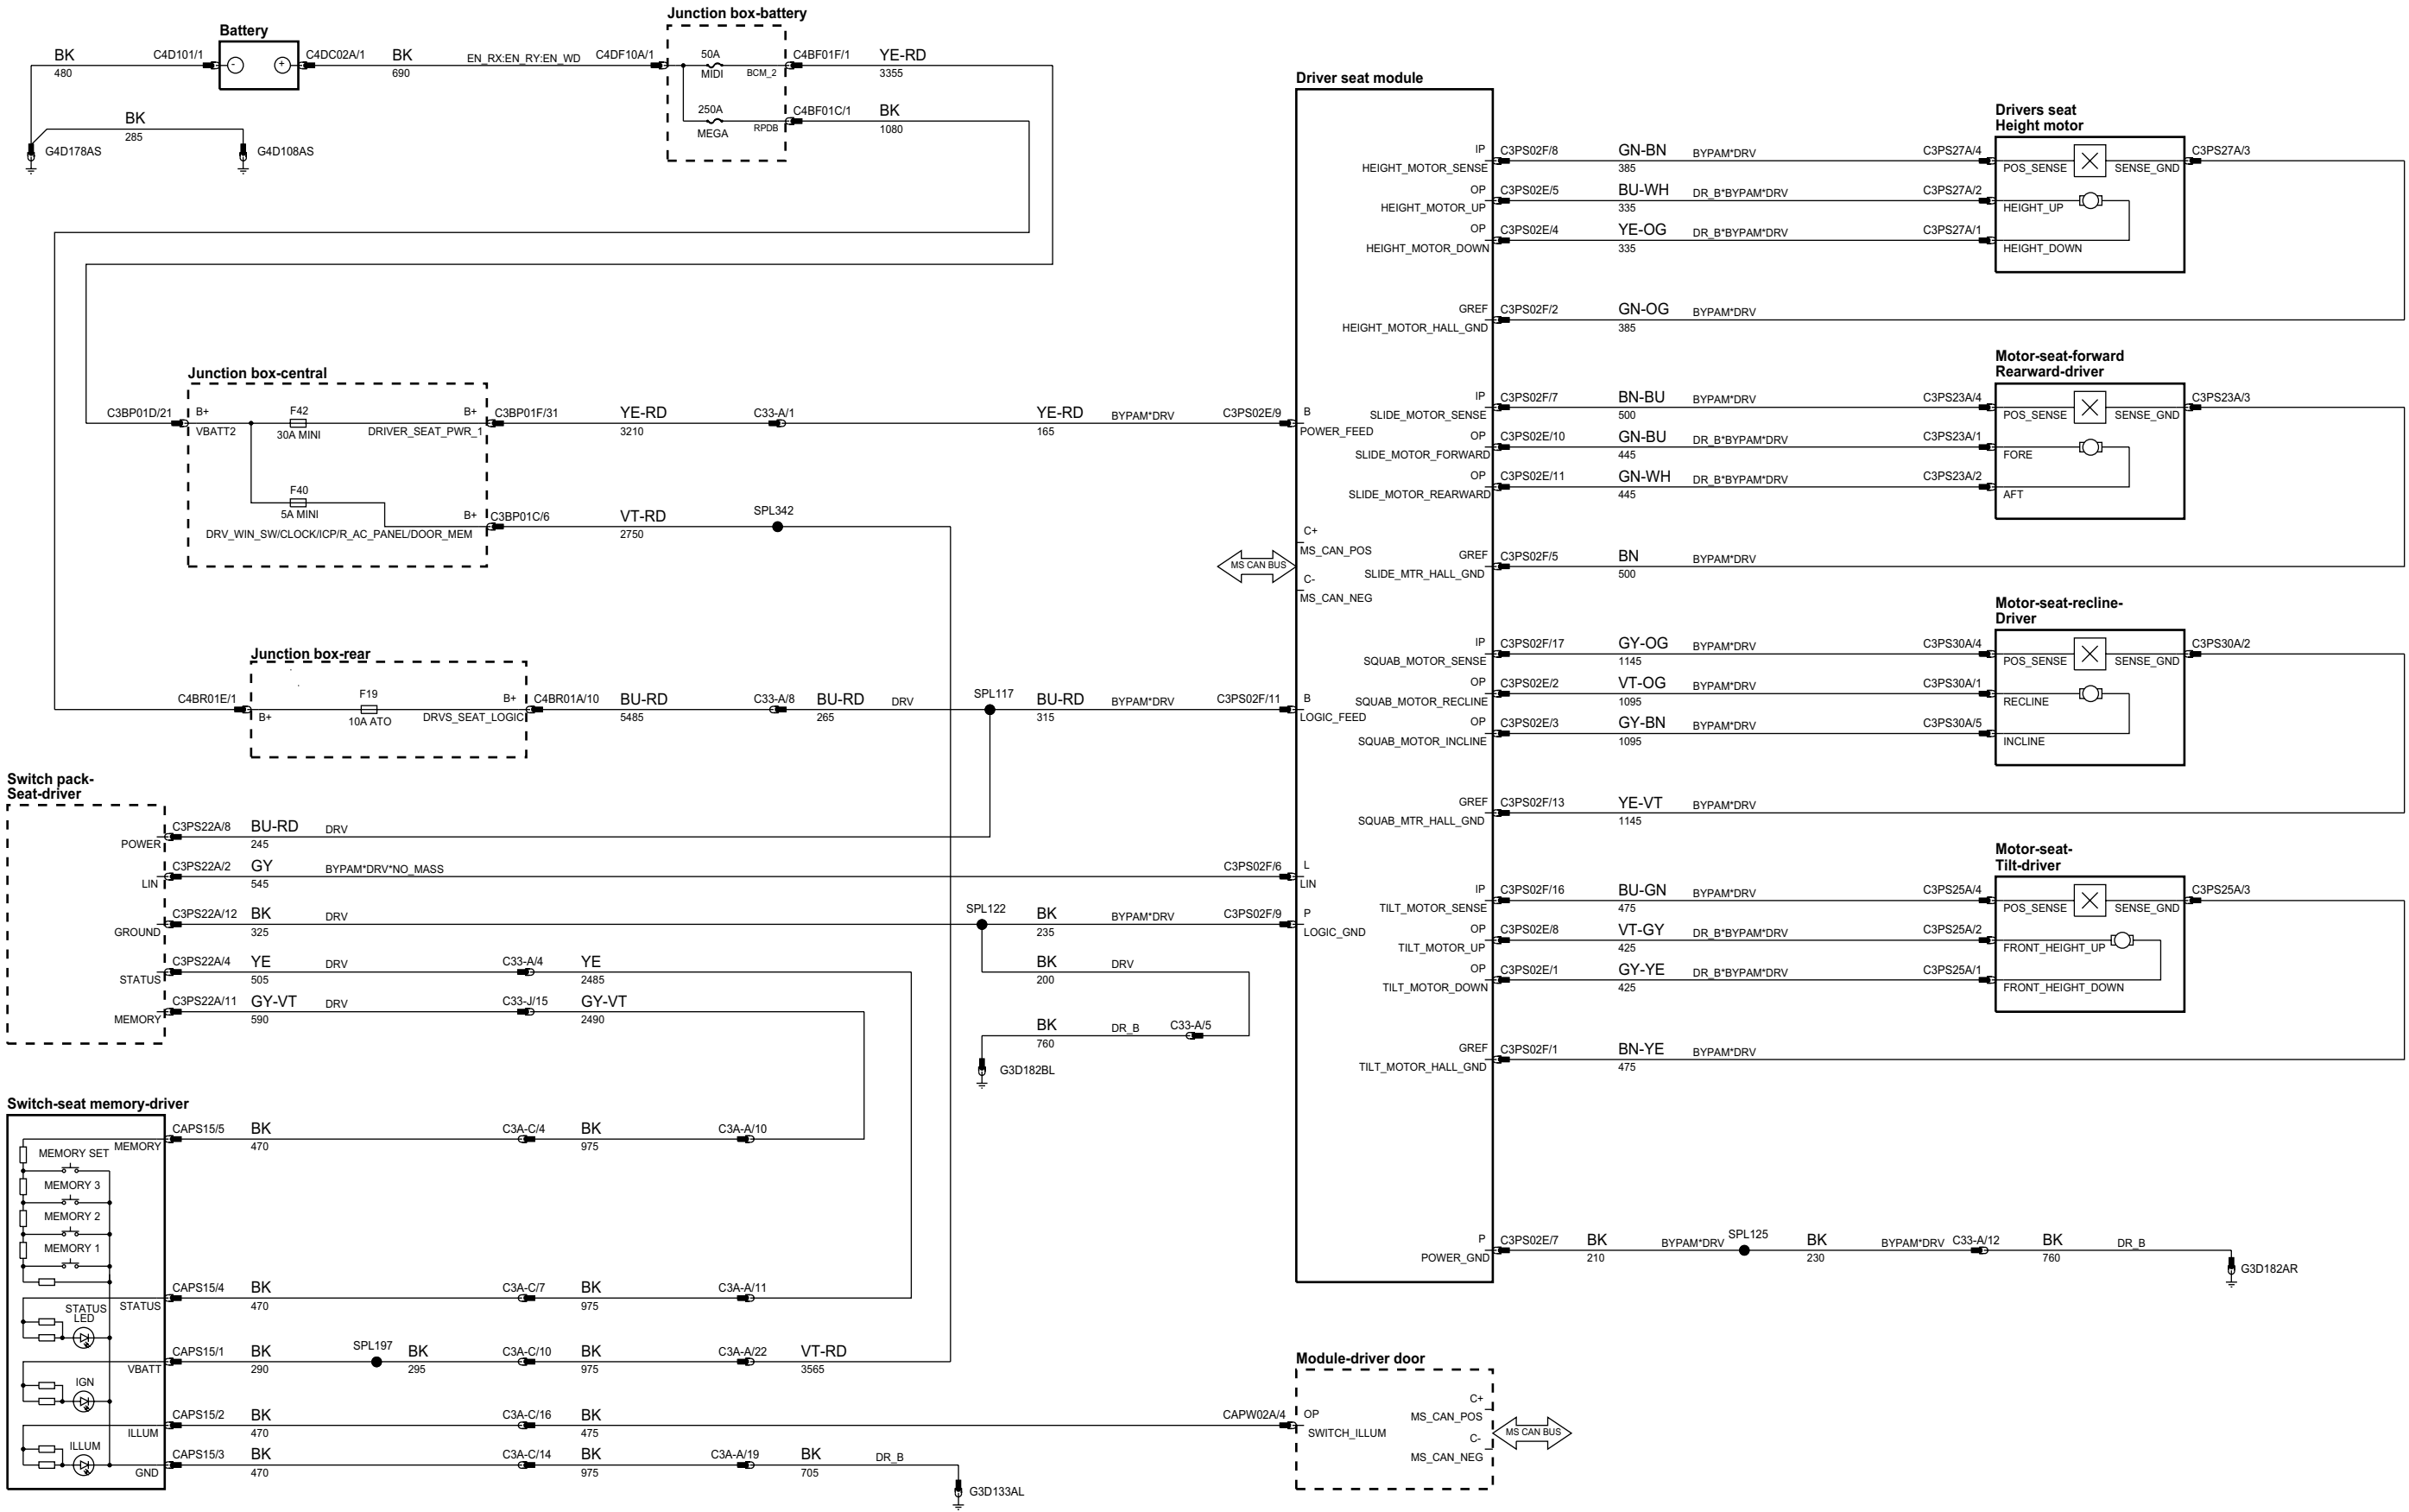 Junction box-battery
Battery
BK
480
C4D101/1
-
+
C4DC02A/1
BK
690
EN_RX:EN_RY:EN_WD
C4DF10A/1
50A
MIDI
BCM_2
C4BF01F/1
YE-RD
3355
250A
MEGA
RPDB
C4BF01C/1
BK
1080
BK
285
G4D178AS
G4D108AS
Junction box-central
C3BP01D/21
B+
VBATT2
F42
30A MINI
B+
DRIVER_SEAT_PWR_1
C3BP01F/31
YE-RD
3210
C33-A/1
YE-RD
165
BYPAM*DRV
C3PS02E/9
F40
5A MINI
B+
DRV_WIN_SW/CLOCK/ICP/R_AC_PANEL/DOOR_MEM
C3BP01C/6
VT-RD
2750
SPL342
Junction box-rear
C4BR01E/1
B+
F19
10A ATO
B+
DRVS_SEAT_LOGIC
C4BR01A/10
BU-RD
5485
C33-A/8
BU-RD
265
DRV
SPL117
BU-RD
315
BYPAM*DRV
C3PS02F/11
Switch pack-
Seat-driver
POWER
C3PS22A/8
BU-RD
245
DRV
LIN
C3PS22A/2
GY
545
BYPAM*DRV*NO_MASS
C3PS02F/6
GROUND
C3PS22A/12
BK
325
DRV
SPL122
BK
235
BYPAM*DRV
C3PS02F/9
STATUS
C3PS22A/4
YE
505
DRV
C33-A/4
YE
2485
BK
200
DRV
MEMORY
C3PS22A/11
GY-VT
590
DRV
C33-J/15
GY-VT
2490
BK
760
DR_B
C33-A/5
G3D182BL
Switch-seat memory-driver
MEMORY
CAPS15/5
BK
470
C3A-C/4
BK
975
C3A-A/10
MEMORY SET
MEMORY 3
MEMORY 2
MEMORY 1
STATUS
CAPS15/4
BK
470
C3A-C/7
BK
975
C3A-A/11
STATUS
LED
VBATT
CAPS15/1
BK
290
SPL197
BK
295
C3A-C/10
BK
975
C3A-A/22
VT-RD
3565
IGN
ILLUM
CAPS15/2
BK
470
C3A-C/16
BK
475
CAPW02A/4
ILLUM
GND
CAPS15/3
BK
470
C3A-C/14
BK
975
C3A-A/19
BK
705
DR_B
G3D133AL
Driver seat module
B
POWER_FEED
C+
MS_CAN_POS
MS CAN BUS
C-
MS_CAN_NEG
B
LOGIC_FEED
L
LIN
P
LOGIC_GND
IP
HEIGHT_MOTOR_SENSE
C3PS02F/8
GN-BN
385
BYPAM*DRV
C3PS27A/4
OP
HEIGHT_MOTOR_UP
C3PS02E/5
BU-WH
335
DR_B*BYPAM*DRV
C3PS27A/2
OP
HEIGHT_MOTOR_DOWN
C3PS02E/4
YE-OG
335
DR_B*BYPAM*DRV
C3PS27A/1
GREF
HEIGHT_MOTOR_HALL_GND
C3PS02F/2
GN-OG
385
BYPAM*DRV
Drivers seat
Height motor
POS_SENSE
SENSE_GND
C3PS27A/3
HEIGHT_UP
HEIGHT_DOWN
IP
SLIDE_MOTOR_SENSE
C3PS02F/7
BN-BU
500
BYPAM*DRV
C3PS23A/4
OP
SLIDE_MOTOR_FORWARD
C3PS02E/10
GN-BU
445
DR_B*BYPAM*DRV
C3PS23A/1
OP
SLIDE_MOTOR_REARWARD
C3PS02E/11
GN-WH
445
DR_B*BYPAM*DRV
C3PS23A/2
GREF
SLIDE_MTR_HALL_GND
C3PS02F/5
BN
500
BYPAM*DRV
Motor-seat-forward
Rearward-driver
POS_SENSE
SENSE_GND
C3PS23A/3
FORE
AFT
IP
SQUAB_MOTOR_SENSE
C3PS02F/17
GY-OG
1145
BYPAM*DRV
C3PS30A/4
OP
SQUAB_MOTOR_RECLINE
C3PS02E/2
VT-OG
1095
BYPAM*DRV
C3PS30A/1
OP
SQUAB_MOTOR_INCLINE
C3PS02E/3
GY-BN
1095
BYPAM*DRV
C3PS30A/5
GREF
SQUAB_MTR_HALL_GND
C3PS02F/13
YE-VT
1145
BYPAM*DRV
Motor-seat-recline-
Driver
POS_SENSE
SENSE_GND
C3PS30A/2
RECLINE
INCLINE
IP
TILT_MOTOR_SENSE
C3PS02F/16
BU-GN
475
BYPAM*DRV
C3PS25A/4
OP
TILT_MOTOR_UP
C3PS02E/8
VT-GY
425
DR_B*BYPAM*DRV
C3PS25A/2
OP
TILT_MOTOR_DOWN
C3PS02E/1
GY-YE
425
DR_B*BYPAM*DRV
C3PS25A/1
GREF
TILT_MOTOR_HALL_GND
C3PS02F/1
BN-YE
475
BYPAM*DRV
Motor-seat-
Tilt-driver
POS_SENSE
SENSE_GND
C3PS25A/3
FRONT_HEIGHT_UP
FRONT_HEIGHT_DOWN
P
POWER_GND
C3PS02E/7
BK
210
BYPAM*DRV
SPL125
BK
230
BYPAM*DRV
C33-A/12
BK
760
DR_B
G3D182AR
Module-driver door
OP
SWITCH_ILLUM
C+
MS_CAN_POS
C-
MS_CAN_NEG
MS CAN BUS